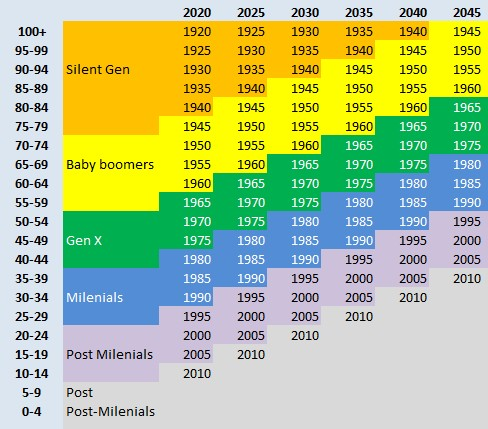 2020 2025 2030 2035 2040 2045
100+ 1920 1925 1930 1935 1940 1945
95-99 1925 1930 1935 1940 1945 1950
90-94 Silent Gen 1930 1935 1940 1945 1950 1955
85-89 1935 1940 1945 1950 1955 1960
80-84 1940 1945 1950 1955 1960 1965
75-79 1945 1950 1955 1960 1965 1970
70-74 1950 1955 1960 1965 1970 1975
65-69 Baby boomers 1955 1960 1965 1970 1975 1980
60-64 1960 1965 1970 1975 1980 1985
55-59 1965 1970 1975 1980 1985 1990
50-54 1970 1975 1980 1985 1990 1995
45-49 Gen X 1975 1980 1985 1990 1995 2000
40-44 1980 1985 1990 1995 2000 2005
35-39 1985 1990 1995 2000 2005 2010
30-34 Milenials 1990 1995 2000 2005 2010
25-29 1995 2000 2005 2010
20-24 2000 2005 2010
15-19 Post Milenials 2005 2010
10-14 2010
5-9 Post
0-4 Post-Milenials